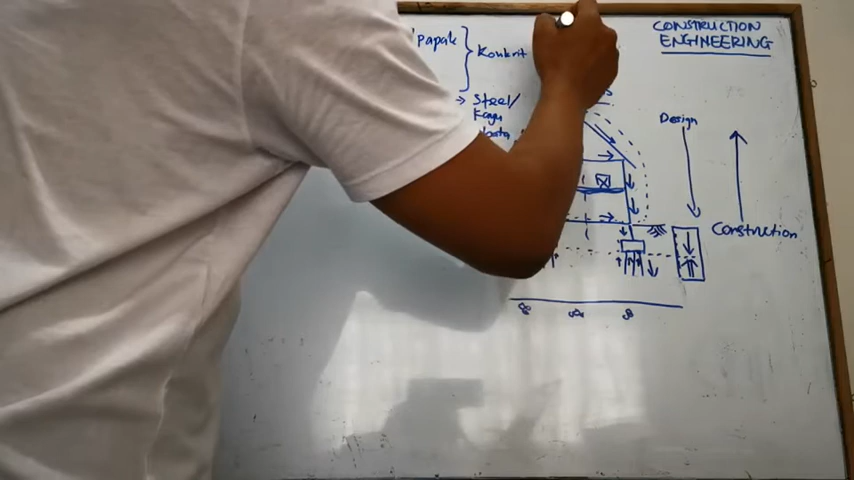 CONSTRUCTION
ENGINEERING
papak
Konkrit
Steel/
Kayu
Design
Construction